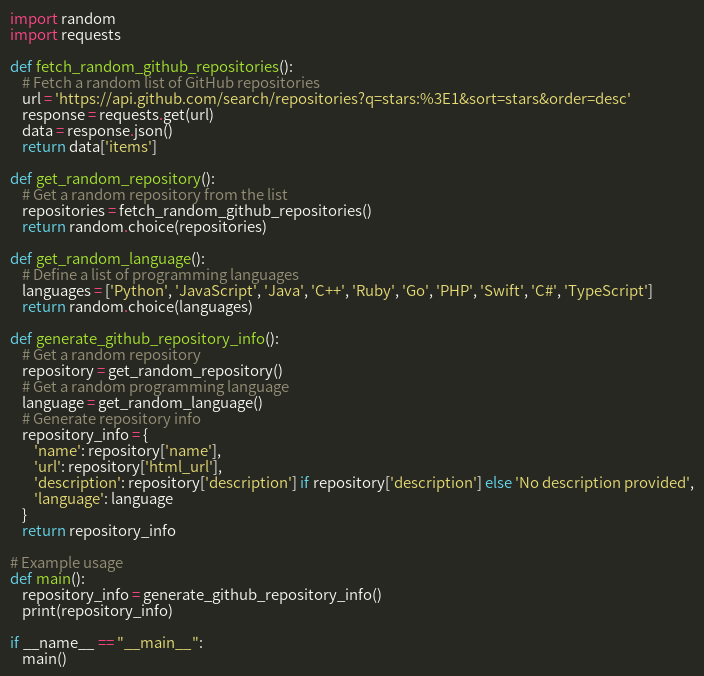 import random
import requests

def fetch_random_github_repositories():
    # Fetch a random list of GitHub repositories
    url = 'https://api.github.com/search/repositories?q=stars:%3E1&sort=stars&order=desc'
    response = requests.get(url)
    data = response.json()
    return data['items']

def get_random_repository():
    # Get a random repository from the list
    repositories = fetch_random_github_repositories()
    return random.choice(repositories)

def get_random_language():
    # Define a list of programming languages
    languages = ['Python', 'JavaScript', 'Java', 'C++', 'Ruby', 'Go', 'PHP', 'Swift', 'C#', 'TypeScript']
    return random.choice(languages)

def generate_github_repository_info():
    # Get a random repository
    repository = get_random_repository()
    # Get a random programming language
    language = get_random_language()
    # Generate repository info
    repository_info = {
        'name': repository['name'],
        'url': repository['html_url'],
        'description': repository['description'] if repository['description'] else 'No description provided',
        'language': language
    }
    return repository_info

# Example usage
def main():
    repository_info = generate_github_repository_info()
    print(repository_info)

if __name__ == "__main__":
    main()